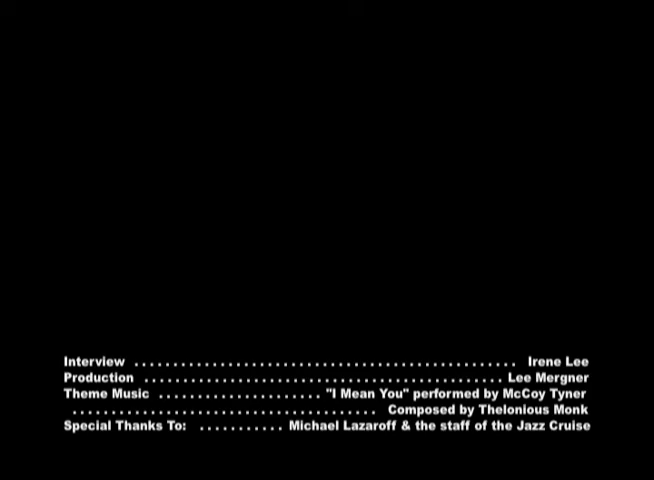 Interview ................................................ Irene Lee
Production .............................................. Lee Mergner
Theme Music ..................... "I Mean You" performed by McCoy Tyner
....................................... Composed by Thelonious Monk
Special Thanks To: ........... Michael Lazaroff & the staff of the Jazz Cruise